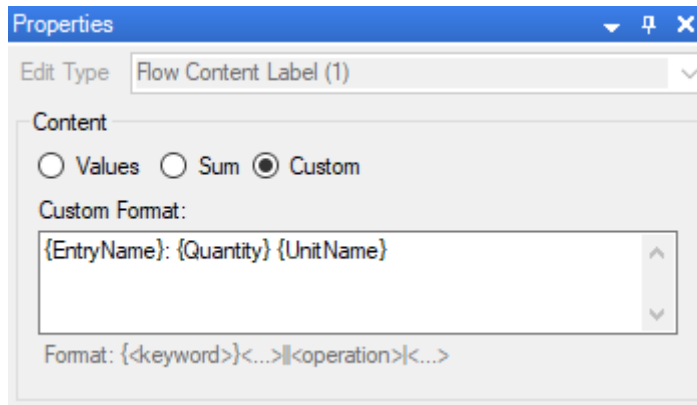 Properties
Edit Type Flow Content Label (1)
Content
Values Sum Custom
Custom Format:
{EntryName}: {Quantity} {UnitName}
Format: {<keyword>}<...>||<operation>|<...>